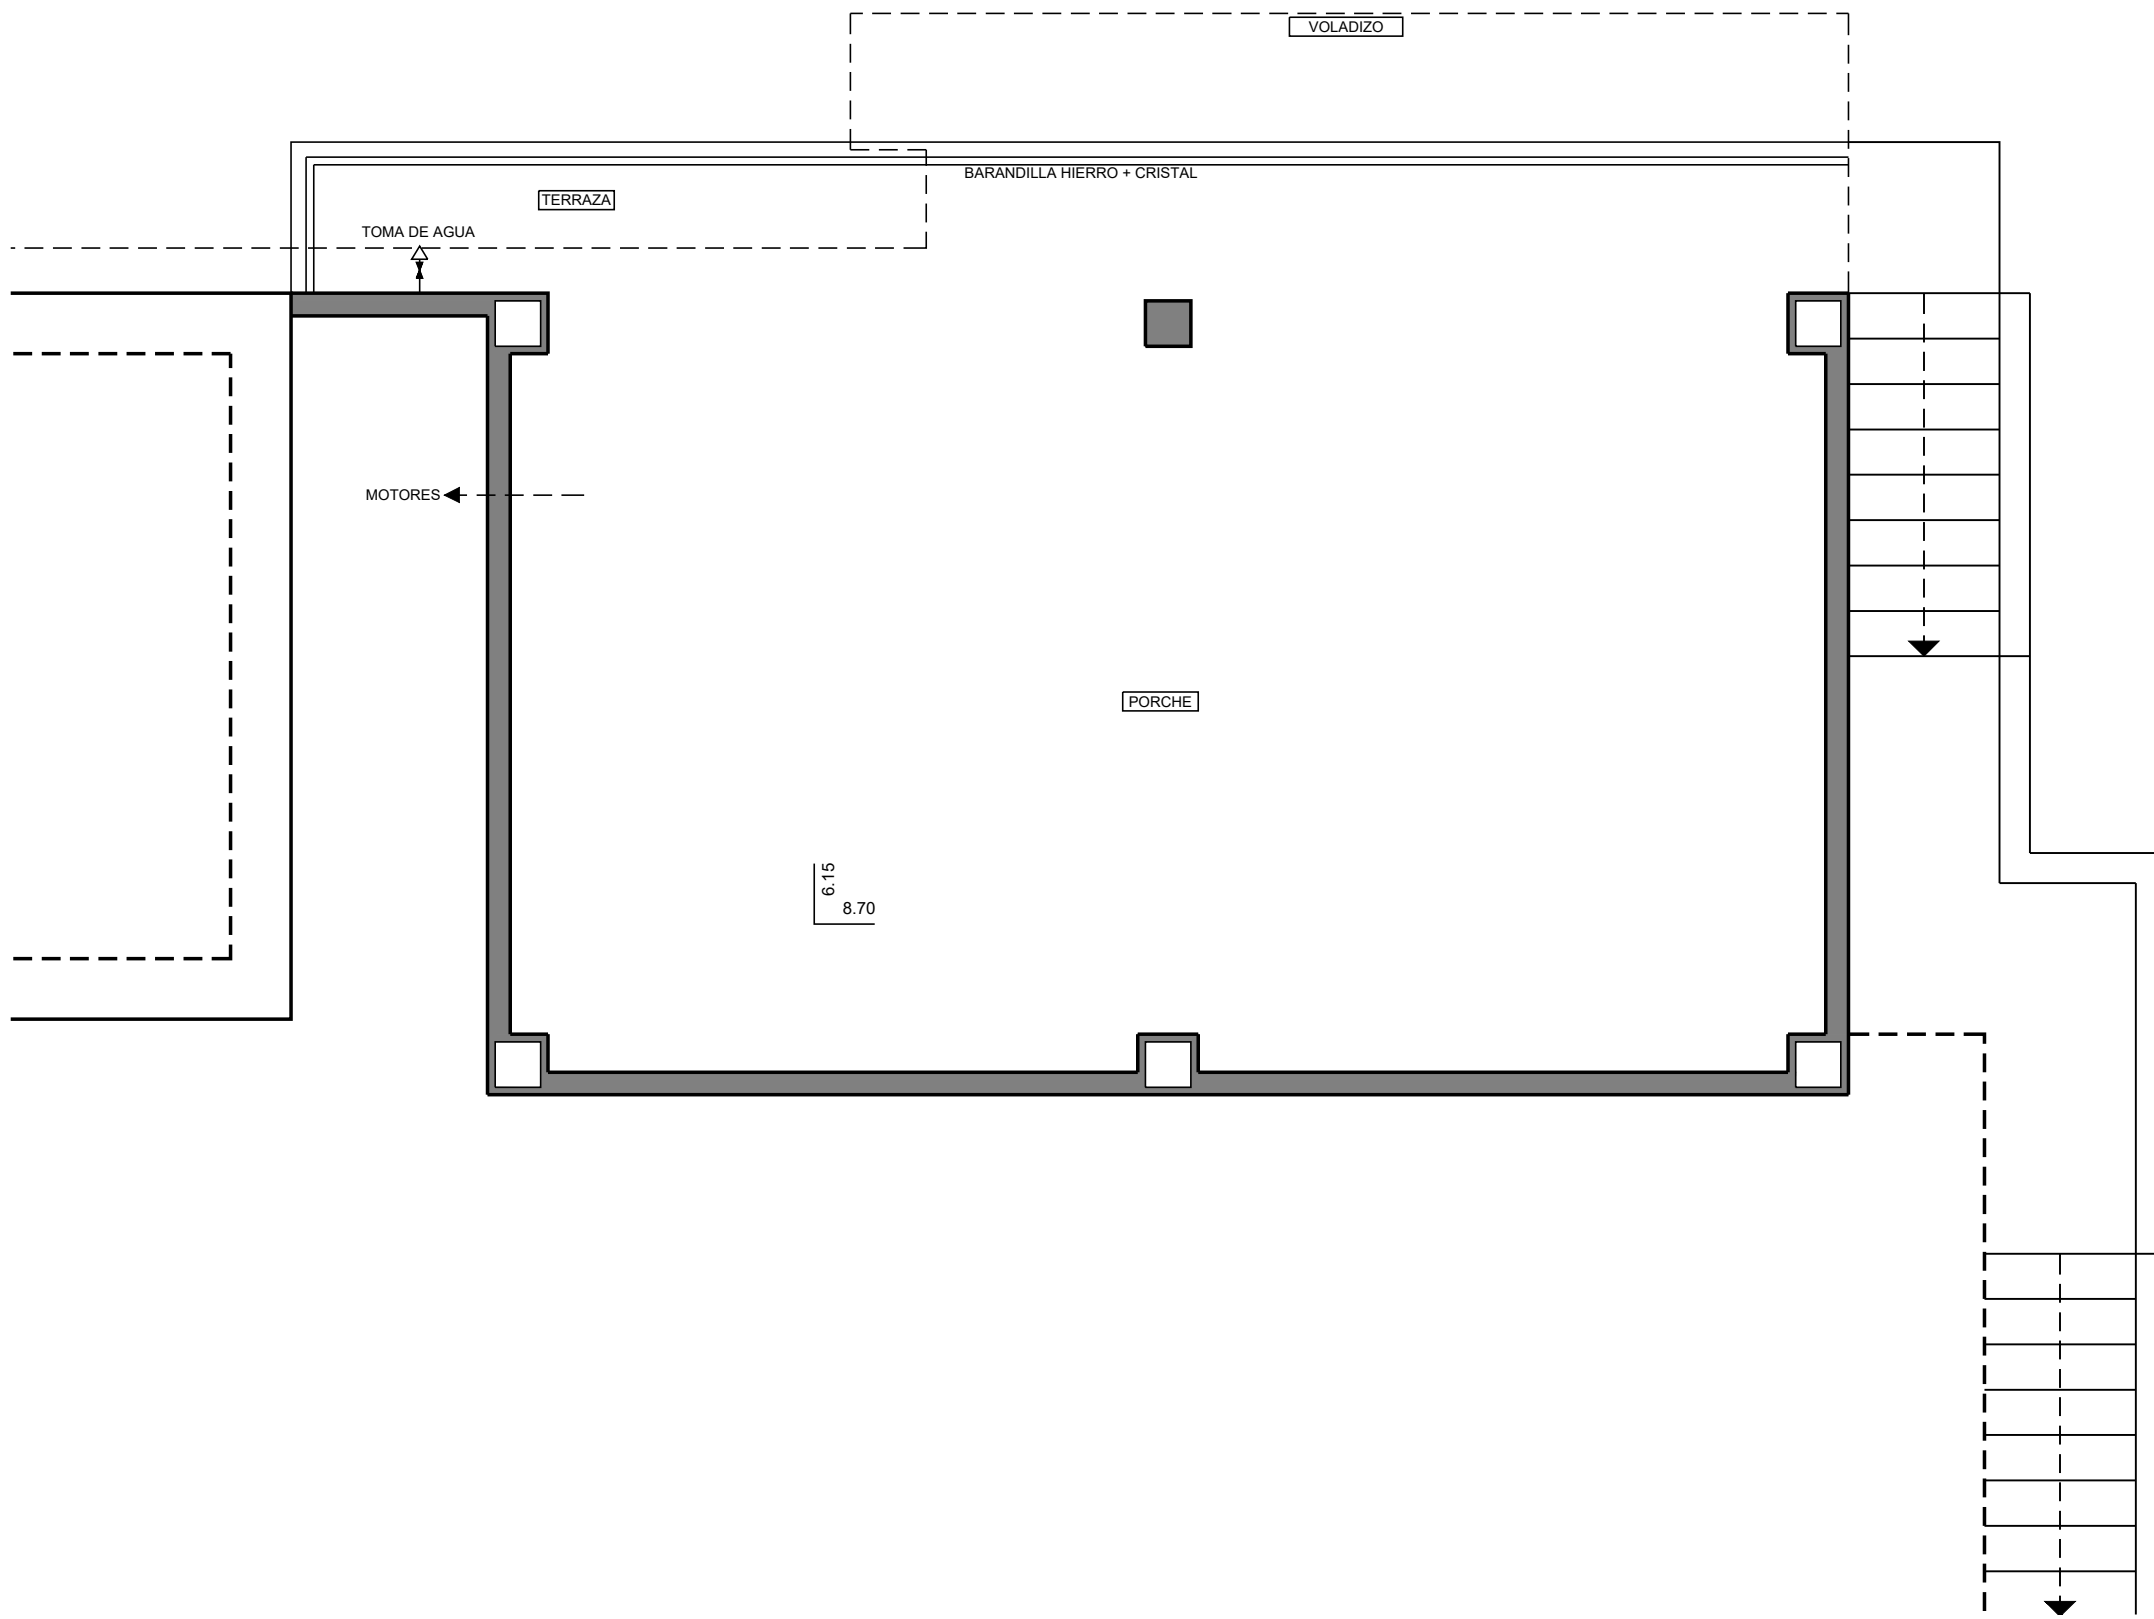 VOLADIZO
BARANDILLA HIERRO + CRISTAL
TERRAZA
TOMA DE AGUA
MOTORES
PORCHE
6.15
8.70